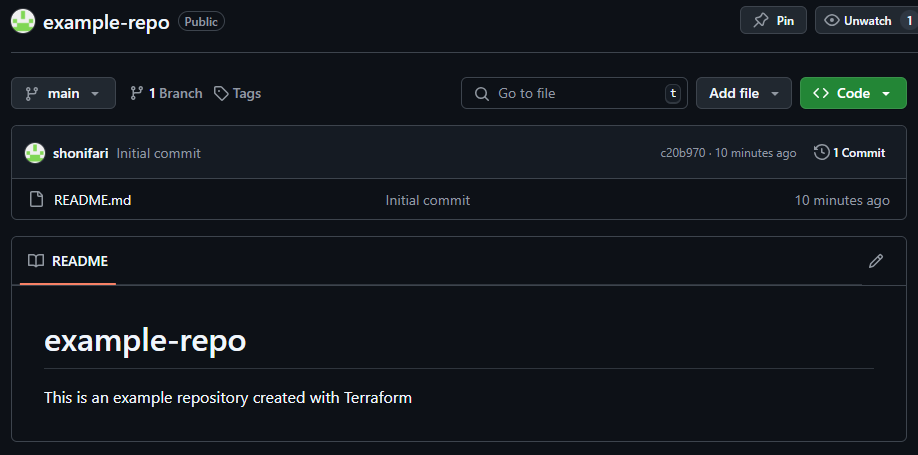 example-repo Public Pin Unwatch 1
main 1 Branch Tags Go to file t Add file Code
shonifari Initial commit c20b970 · 10 minutes ago 1 Commit
README.md Initial commit 10 minutes ago
README
example-repo
This is an example repository created with Terraform